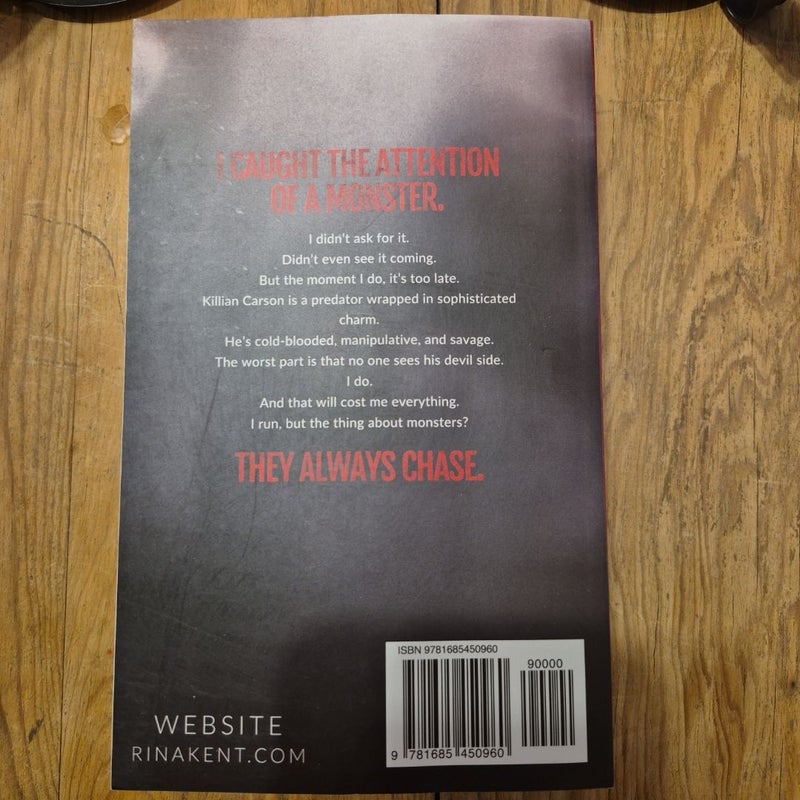 I CAUGHT THE ATTENTION
OF A MONSTER.
I didn't ask for it.
Didn't even see it coming.
But the moment I do, it's too late.
Killian Carson is a predator wrapped in sophisticated
charm.
He's cold-blooded, manipulative, and savage.
The worst part is that no one sees his devil side.
I do.
And that will cost me everything.
I run, but the thing about monsters?
THEY ALWAYS CHASE.
ISBN 9781685450960
90000
9 781685 450960
WEBSITE
RINAKENT.COM